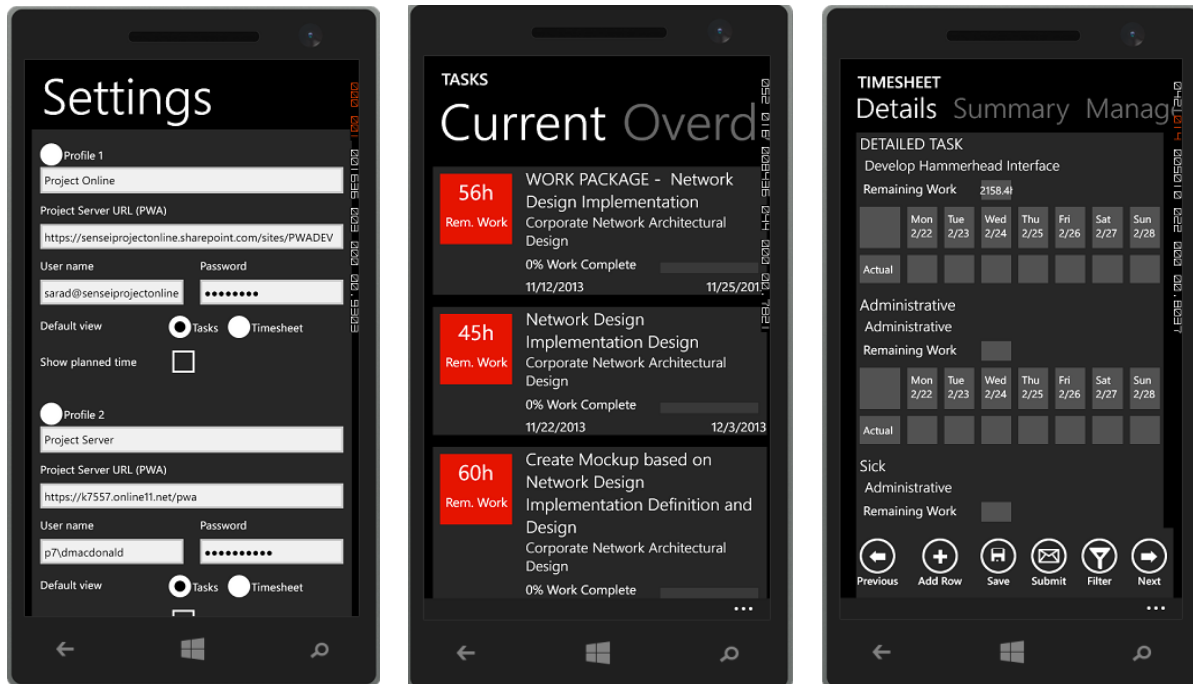 Settings
Profile 1
Project Online
Project Server URL (PWA)
https://senseiprojectonline.sharepoint.com/sites/PWADEV
User name Password
sarad@senseiprojectonline ●●●●●●●●
Default view Tasks Timesheet
Show planned time
Profile 2
Project Server
Project Server URL (PWA)
https://k7557.online11.net/pwa
User name Password
p7\dmacdonald ●●●●●●●●●●
Default view Tasks Timesheet
TASKS
Current Overd
56h
Rem. Work
WORK PACKAGE - Network
Design Implementation
Corporate Network Architectural
Design
0% Work Complete
11/12/2013 11/25/201
45h
Rem. Work
Network Design
Implementation Design
Corporate Network Architectural
Design
0% Work Complete
11/22/2013 12/3/2013
60h
Rem. Work
Create Mockup based on
Network Design
Implementation Definition and
Design
Corporate Network Architectural
Design
0% Work Complete
...
TIMESHEET
Details Summary Manage
DETAILED TASK
Develop Hammerhead Interface
Remaining Work 2158.4h
Mon Tue Wed Thu Fri Sat Sun
2/22 2/23 2/24 2/25 2/26 2/27 2/28
Actual
Administrative
Administrative
Remaining Work
Mon Tue Wed Thu Fri Sat Sun
2/22 2/23 2/24 2/25 2/26 2/27 2/28
Actual
Sick
Administrative
Remaining Work
Previous Add Row Save Submit Filter Next
...